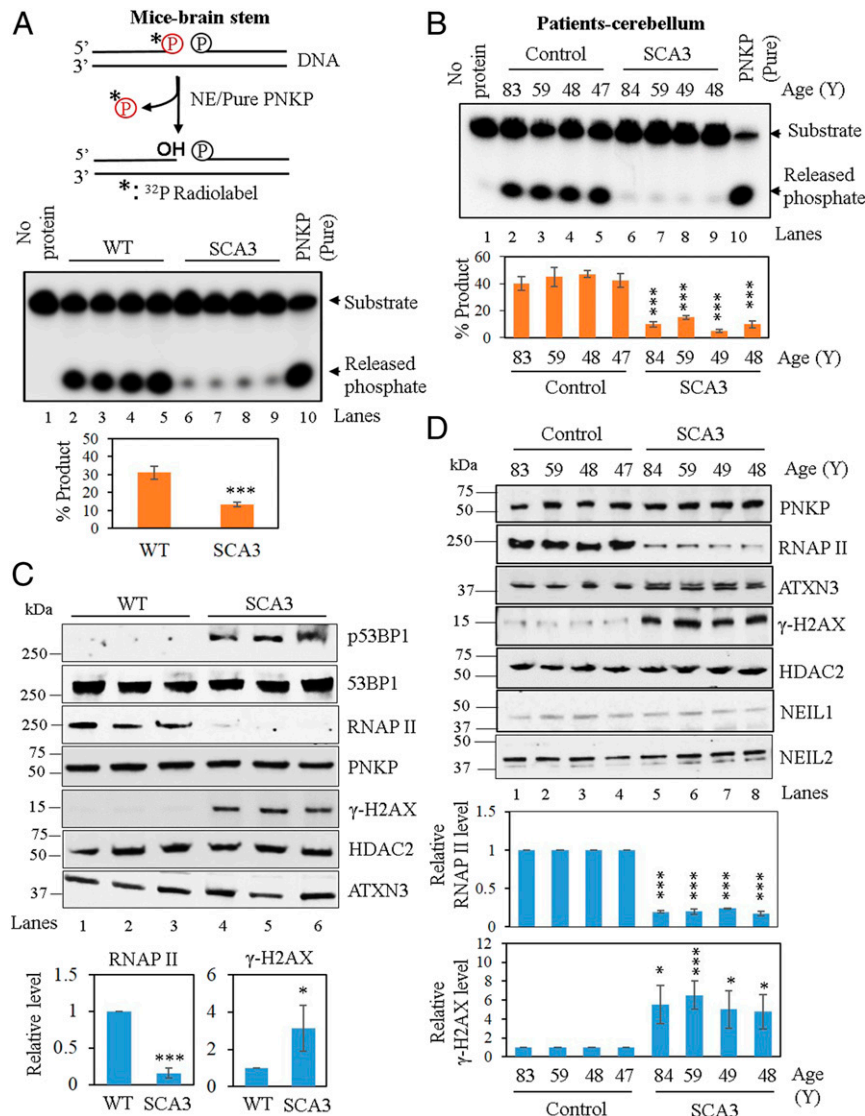 A
Mice-brain stem
* P P
5’
3’
DNA
* P
NE/Pure PNKP
OH P
5’
3’
*: ³²P Radiolabel
No protein
WT
SCA3
PNKP (Pure)
Substrate
Released phosphate
1 2 3 4 5 6 7 8 9 10 Lanes
% Product
50
40
30
20
10
0
***
WT SCA3
B
Patients-cerebellum
No protein
Control
SCA3
PNKP (Pure)
83 59 48 47 84 59 49 48 Age (Y)
Substrate
Released phosphate
1 2 3 4 5 6 7 8 9 10 Lanes
% Product
60
40
20
0
*** *** *** ***
83 59 48 47 84 59 49 48 Age (Y)
Control SCA3
C
kDa
WT
SCA3
250 p53BP1
250 53BP1
250 RNAP II
75
50 PNKP
15 γ-H2AX
75
50 HDAC2
37 ATXN3
Lanes 1 2 3 4 5 6
RNAP II
Relative level
2
1
1
0
***
WT SCA3
γ-H2AX
6
4
2
0
*
WT SCA3
D
Control
SCA3
kDa
83 59 48 47 84 59 49 48 Age (Y)
75
50 PNKP
250 RNAP II
37 ATXN3
15 γ-H2AX
75
50 HDAC2
50
37 NEIL1
50
37 NEIL2
1 2 3 4 5 6 7 8 Lanes
Relative
RNAP II level
1.5
1
0.5
0
*** *** *** ***
Relative
γ-H2AX level
12
10
8
6
4
2
0
* *** * *
83 59 48 47 84 59 49 48 Age (Y)
Control SCA3